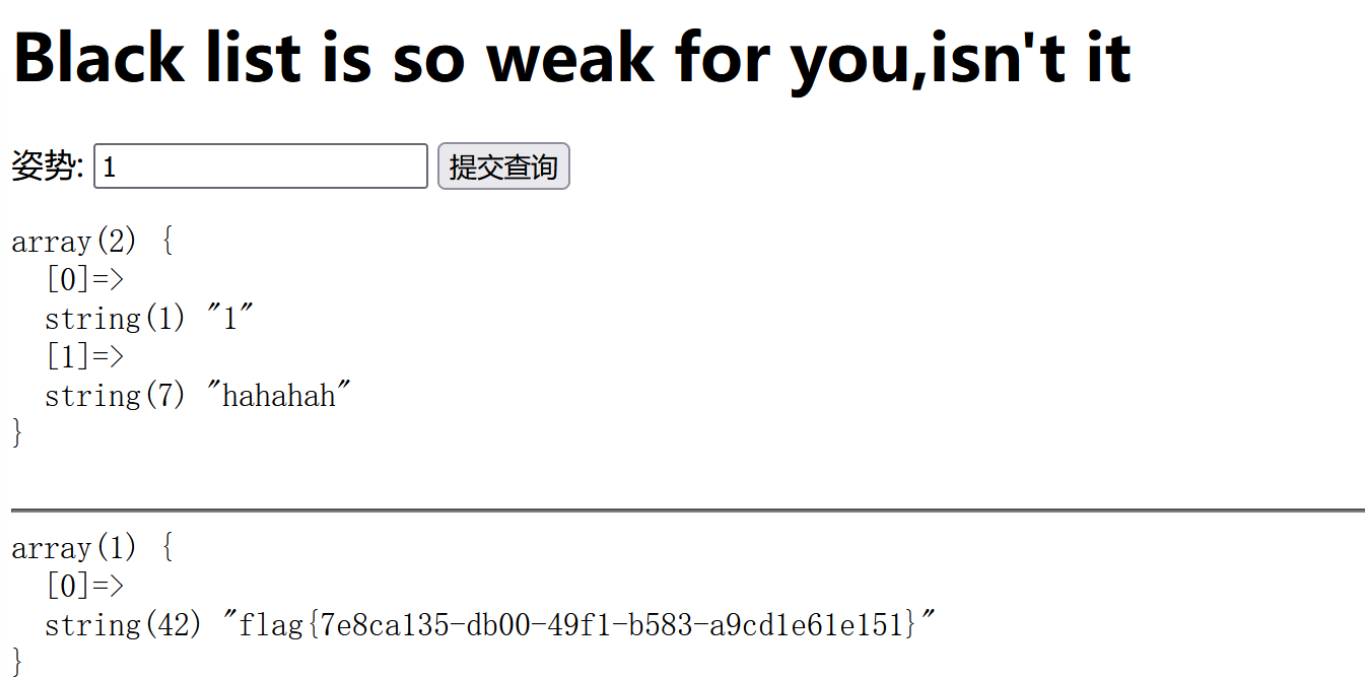 Black list is so weak for you,isn't it
姿势: 1 提交查询
array(2) {
  [0]=>
  string(1) "1"
  [1]=>
  string(7) "hahahah"
}
array(1) {
  [0]=>
  string(42) "flag{7e8ca135-db00-49f1-b583-a9cd1e61e151}"
}